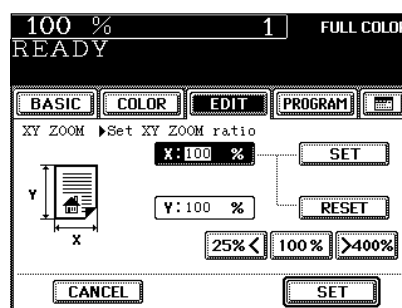 100 % 1 FULL COLOR
READY
BASIC COLOR EDIT PROGRAM
XY ZOOM ▶Set XY ZOOM ratio
X:100 % SET
Y
Y:100 % RESET
X
25%< 100 % >400%
CANCEL SET